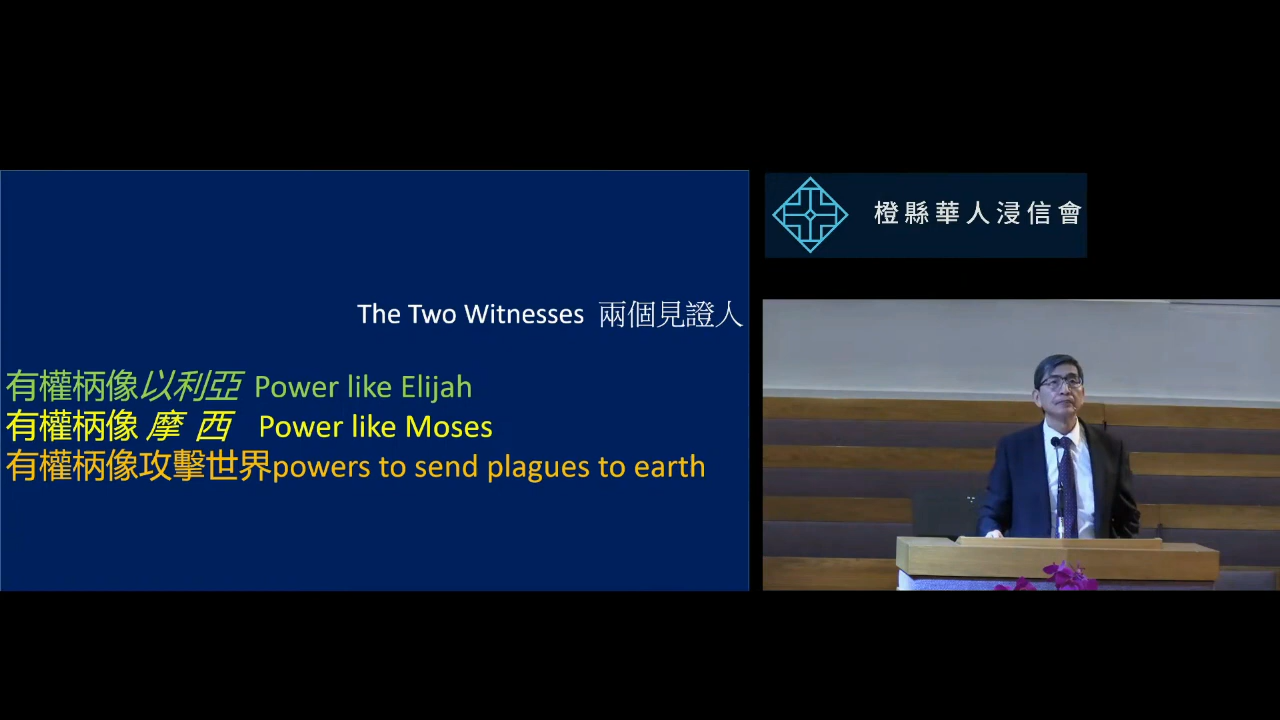 The Two Witnesses 兩個見證人
有權柄像以利亞 Power like Elijah
有權柄像 摩 西 Power like Moses
有權柄像攻擊世界powers to send plagues to earth
橙縣華人浸信會